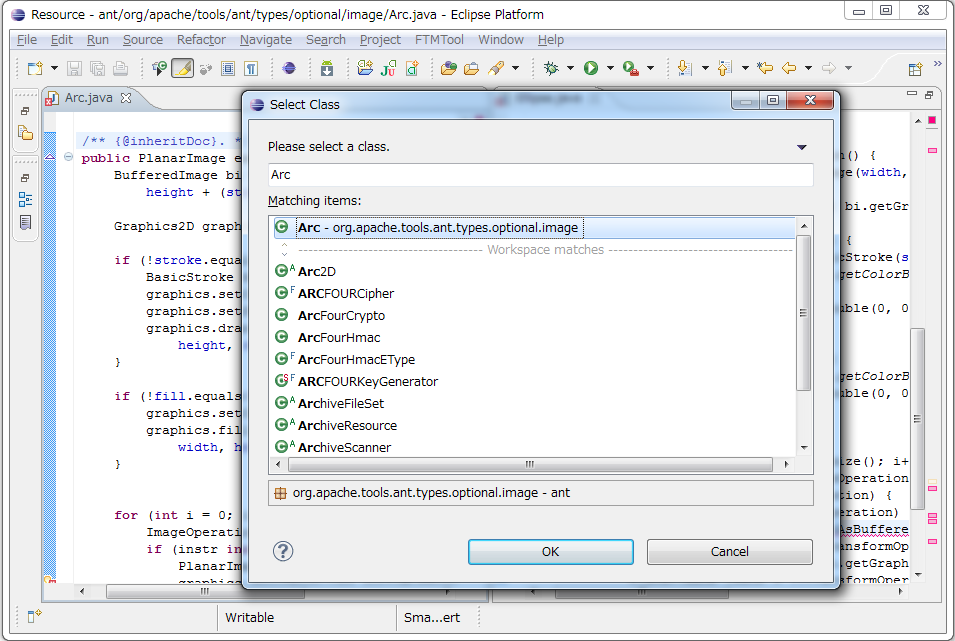 Resource - ant/org/apache/tools/ant/types/optional/image/Arc.java - Eclipse Platform
File Edit Run Source Refactor Navigate Search Project FTMTool Window Help
Arc.java
/** {@inheritDoc}. *
public PlanarImage e
BufferedImage bi
height + (st
Graphics2D graph
if (!stroke.equa
BasicStroke
graphics.set
graphics.set
graphics.dra
height,
}
if (!fill.equals
graphics.set
graphics.fil
width, h
}
for (int i = 0;
ImageOperati
if (instr in
PlanarIm
graphics
Select Class
Please select a class.
Arc
Matching items:
Arc - org.apache.tools.ant.types.optional.image
Workspace matches
A Arc2D
F ARCFOURCipher
ArcFourCrypto
ArcFourHmac
F ArcFourHmacEType
S F ARCFOURKeyGenerator
A ArchiveFileSet
A ArchiveResource
A ArchiveScanner
org.apache.tools.ant.types.optional.image - ant
OK Cancel
() {
ge(width,
bi.getGr
{
cStroke(s
getColorB
uble(0, 0
getColorB
uble(0, 0
ize(); i+
Operation
tion) {
eration)
AsBuffere
ansformOp
.getGraph
sformOper
Writable
Sma...ert